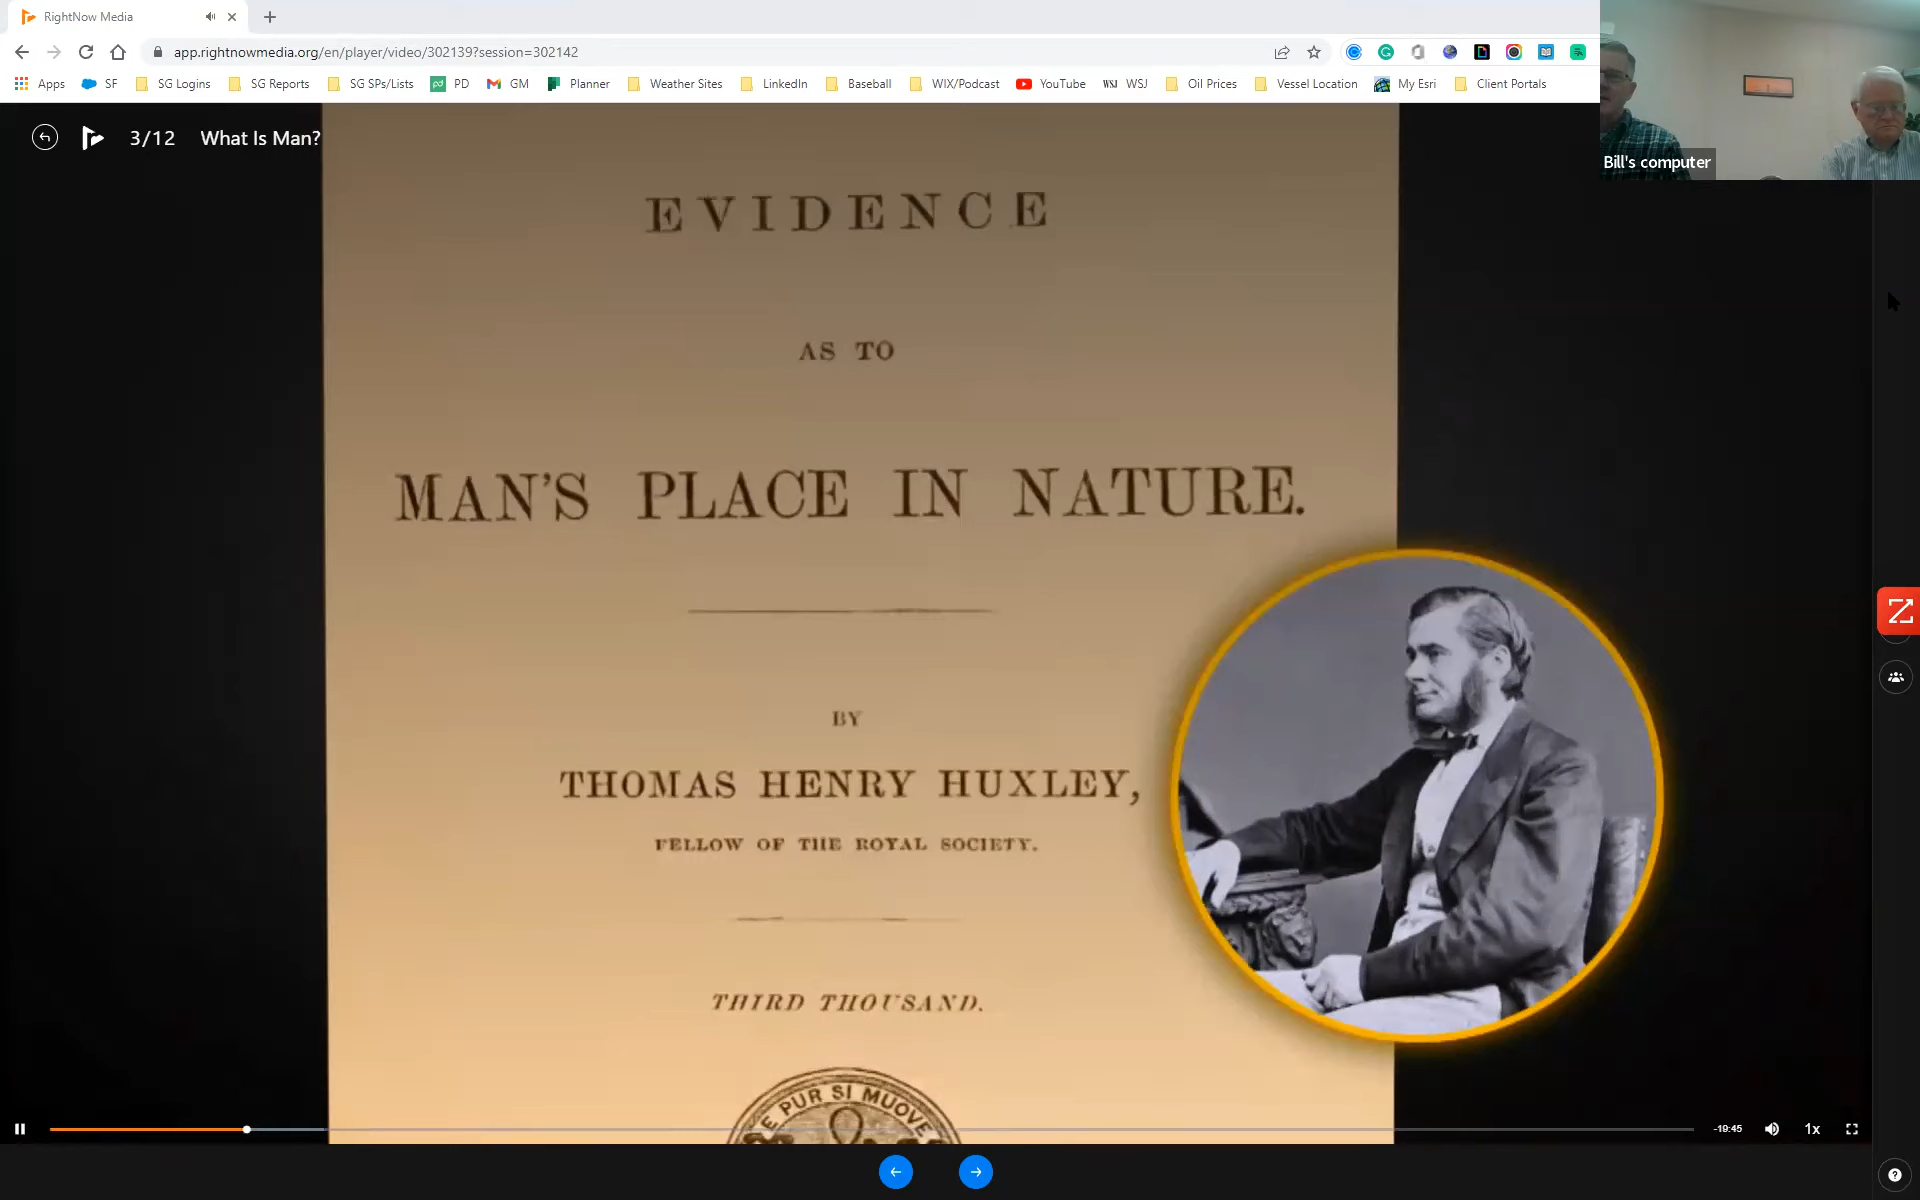 RightNow Media
app.rightnowmedia.org/en/player/video/302139?session=302142
Apps SF SG Logins SG Reports SG SPs/Lists pd PD GM Planner Weather Sites LinkedIn Baseball WIX/Podcast YouTube WSJ WSJ Oil Prices Vessel Location My Esri Client Portals
3/12 What Is Man?
Bill's computer
EVIDENCE
AS TO
MAN'S PLACE IN NATURE.
BY
THOMAS HENRY HUXLEY,
FELLOW OF THE ROYAL SOCIETY.
THIRD THOUSAND.
E PUR SI MUOVE
-19:45 1x